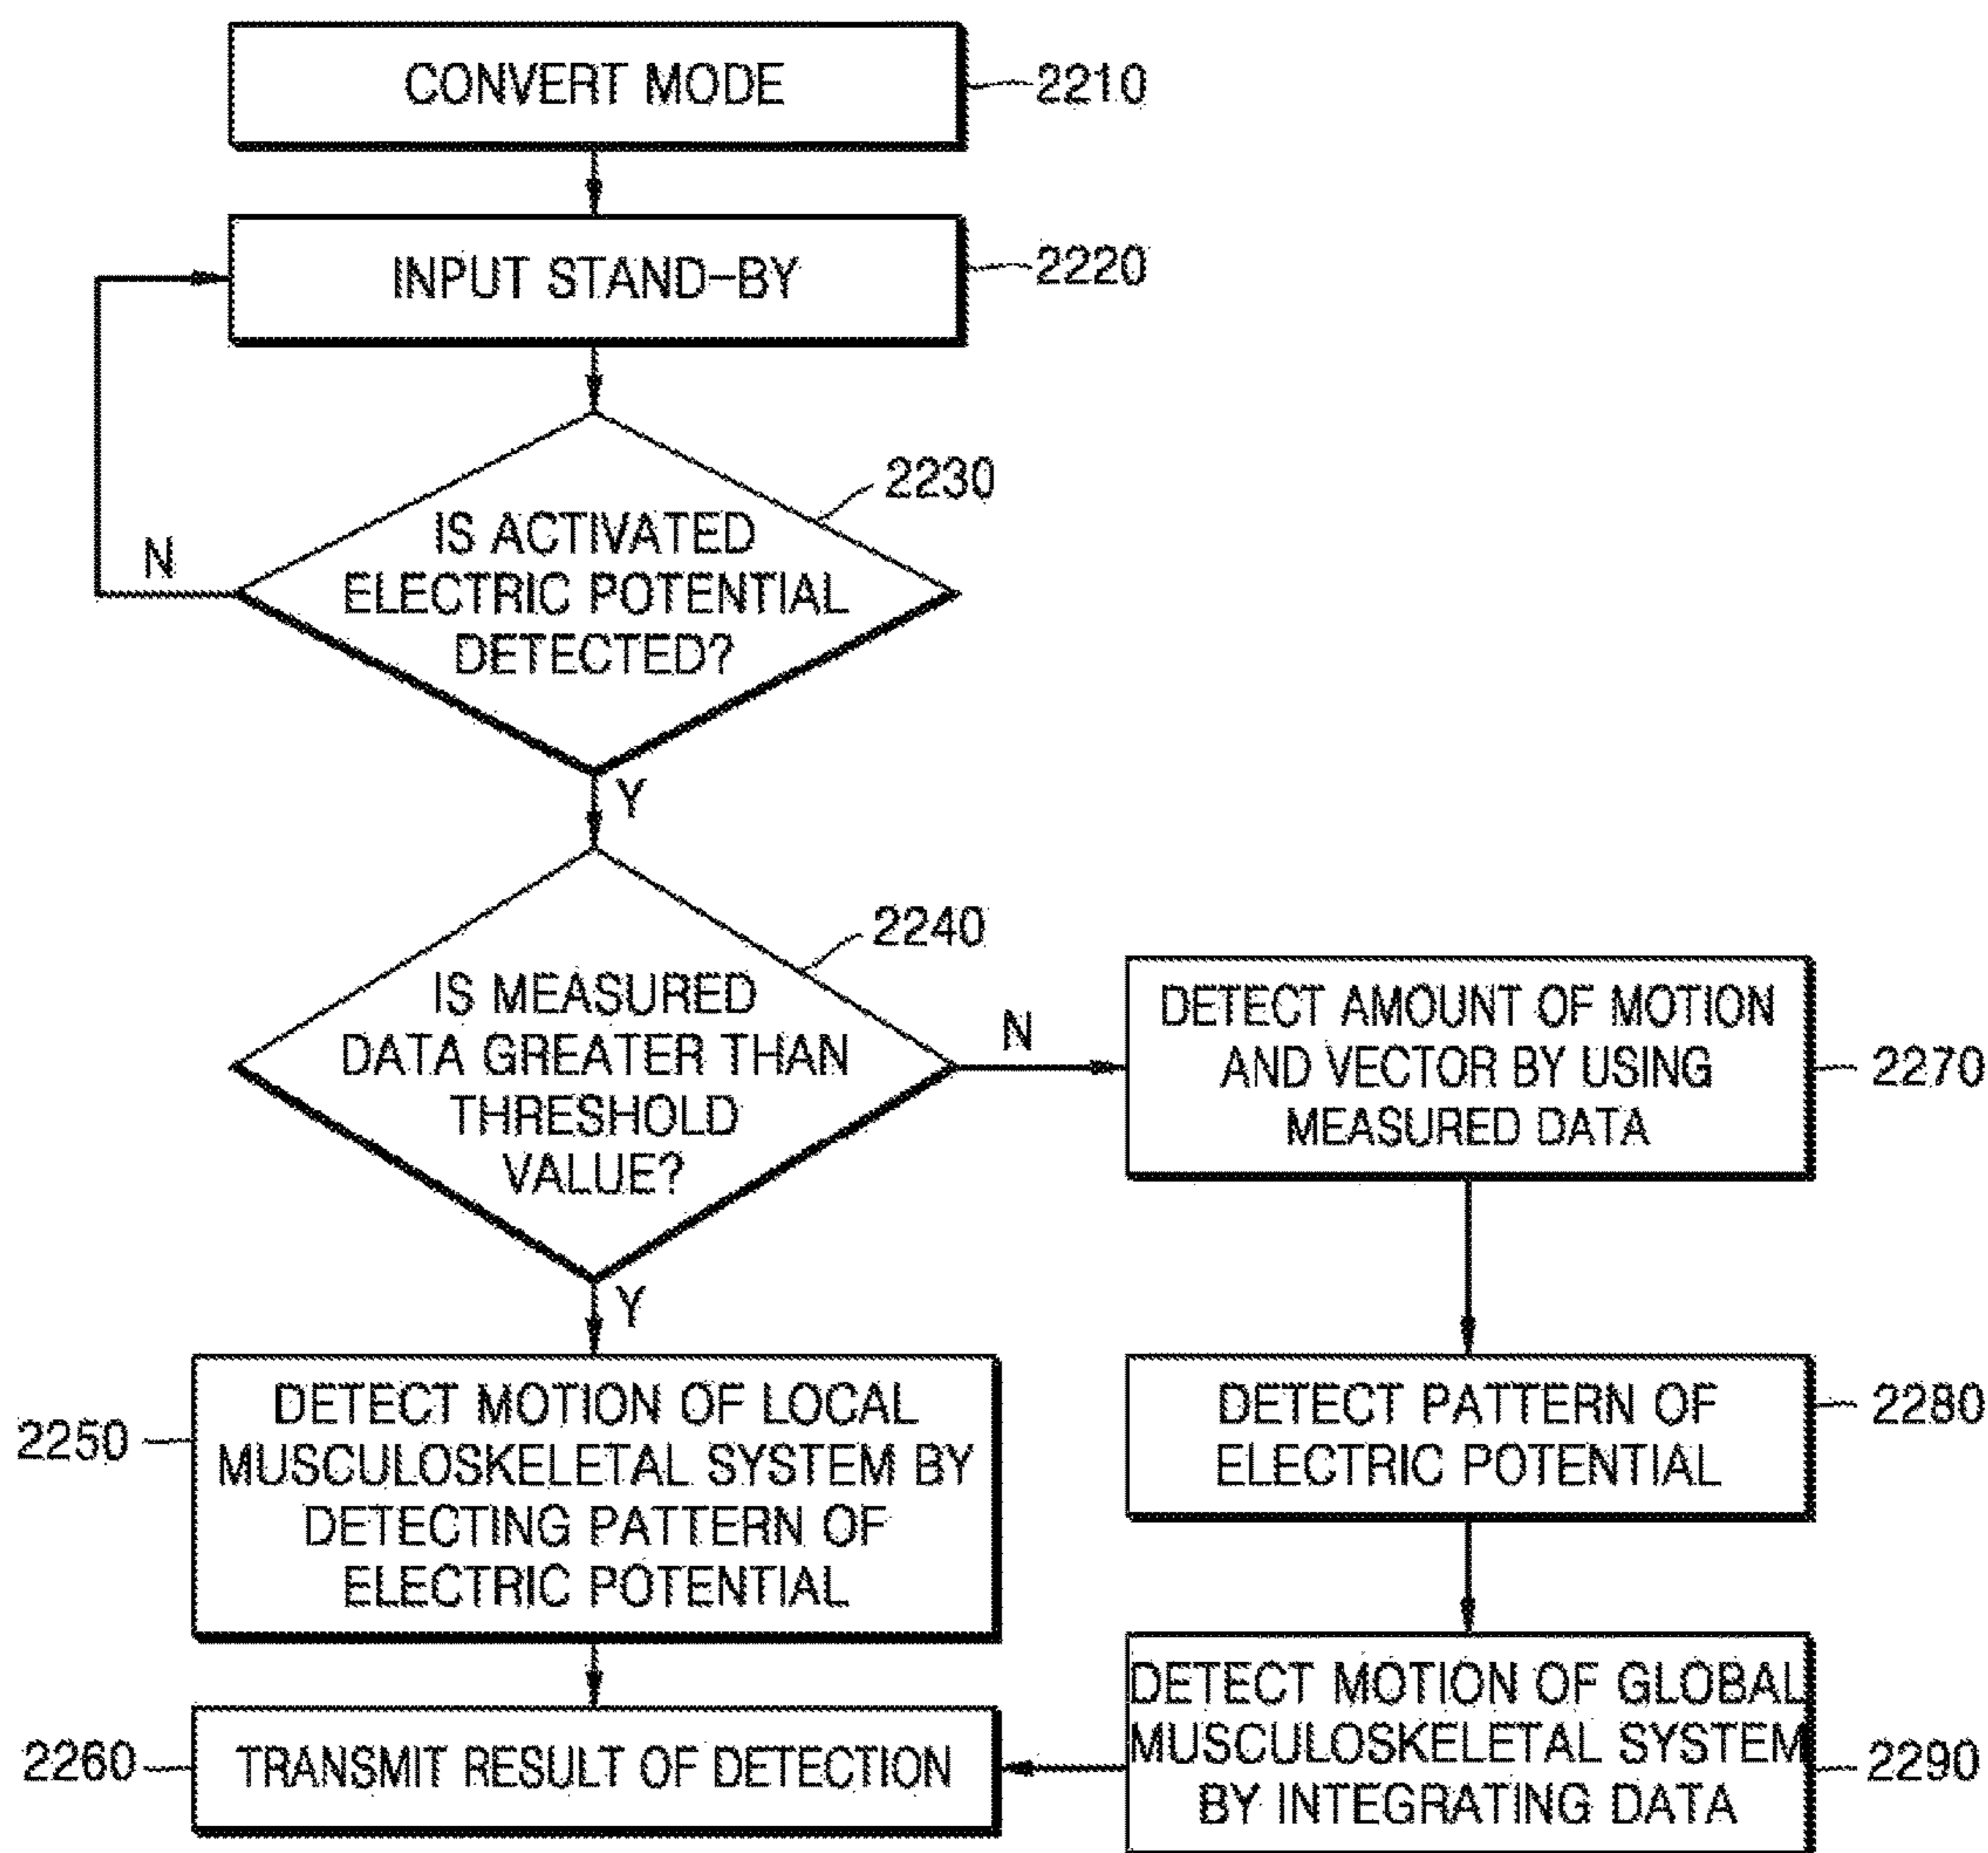 CONVERT MODE
2210
INPUT STAND-BY
2220
2230
IS ACTIVATED
ELECTRIC POTENTIAL
DETECTED?
N
Y
2240
IS MEASURED
DATA GREATER THAN
THRESHOLD
VALUE?
N
Y
DETECT AMOUNT OF MOTION
AND VECTOR BY USING
MEASURED DATA
2270
2250
DETECT MOTION OF LOCAL
MUSCULOSKELETAL SYSTEM BY
DETECTING PATTERN OF
ELECTRIC POTENTIAL
DETECT PATTERN OF
ELECTRIC POTENTIAL
2280
2260
TRANSMIT RESULT OF DETECTION
DETECT MOTION OF GLOBAL
MUSCULOSKELETAL SYSTEM
BY INTEGRATING DATA
2290